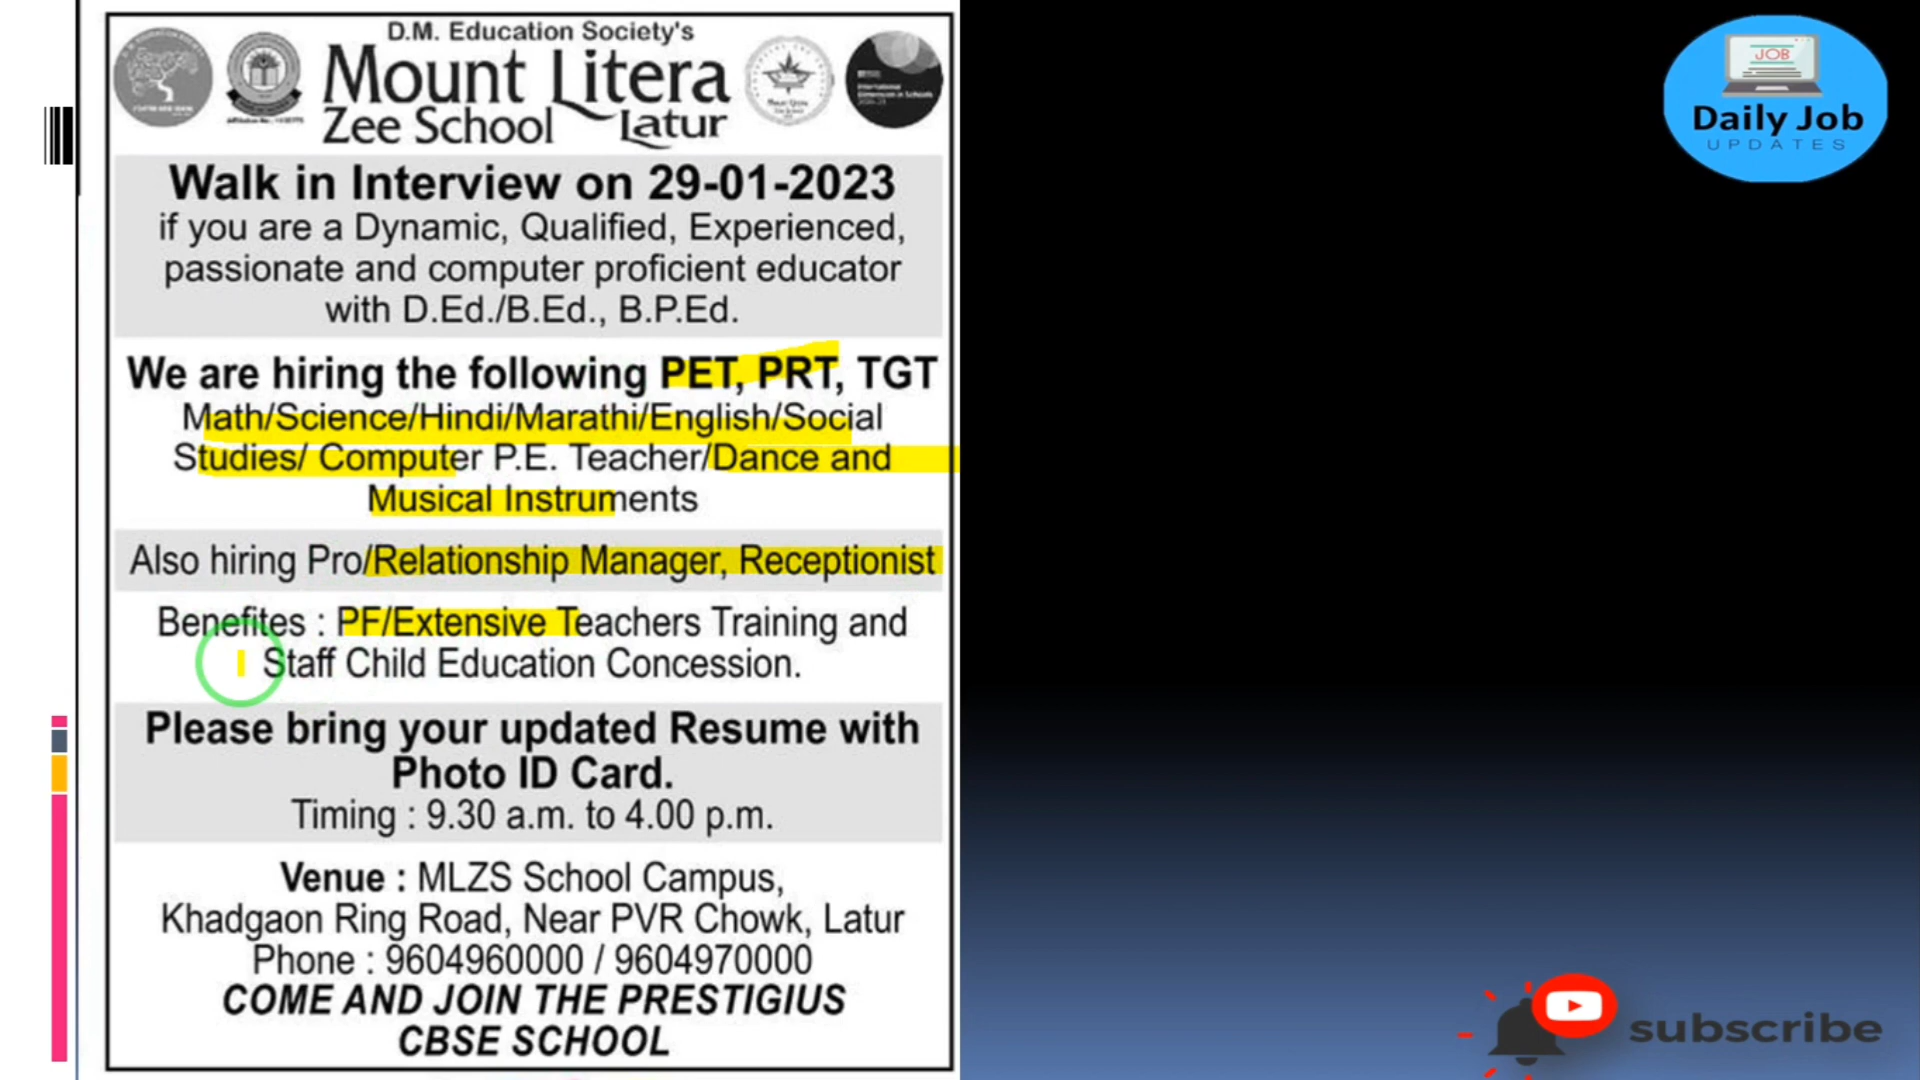 D.M. Education Society's
Mount Litera
Zee School Latur
Walk in Interview on 29-01-2023
if you are a Dynamic, Qualified, Experienced,
passionate and computer proficient educator
with D.Ed./B.Ed., B.P.Ed.
We are hiring the following PET, PRT, TGT
Math/Science/Hindi/Marathi/English/Social
Studies/ Computer P.E. Teacher/Dance and
Musical Instruments
Also hiring Pro/Relationship Manager, Receptionist
Benefites : PF/Extensive Teachers Training and
Staff Child Education Concession.
Please bring your updated Resume with
Photo ID Card.
Timing : 9.30 a.m. to 4.00 p.m.
Venue : MLZS School Campus,
Khadgaon Ring Road, Near PVR Chowk, Latur
Phone : 9604960000 / 9604970000
COME AND JOIN THE PRESTIGIUS
CBSE SCHOOL
JOB
Daily Job
UPDATES
subscribe